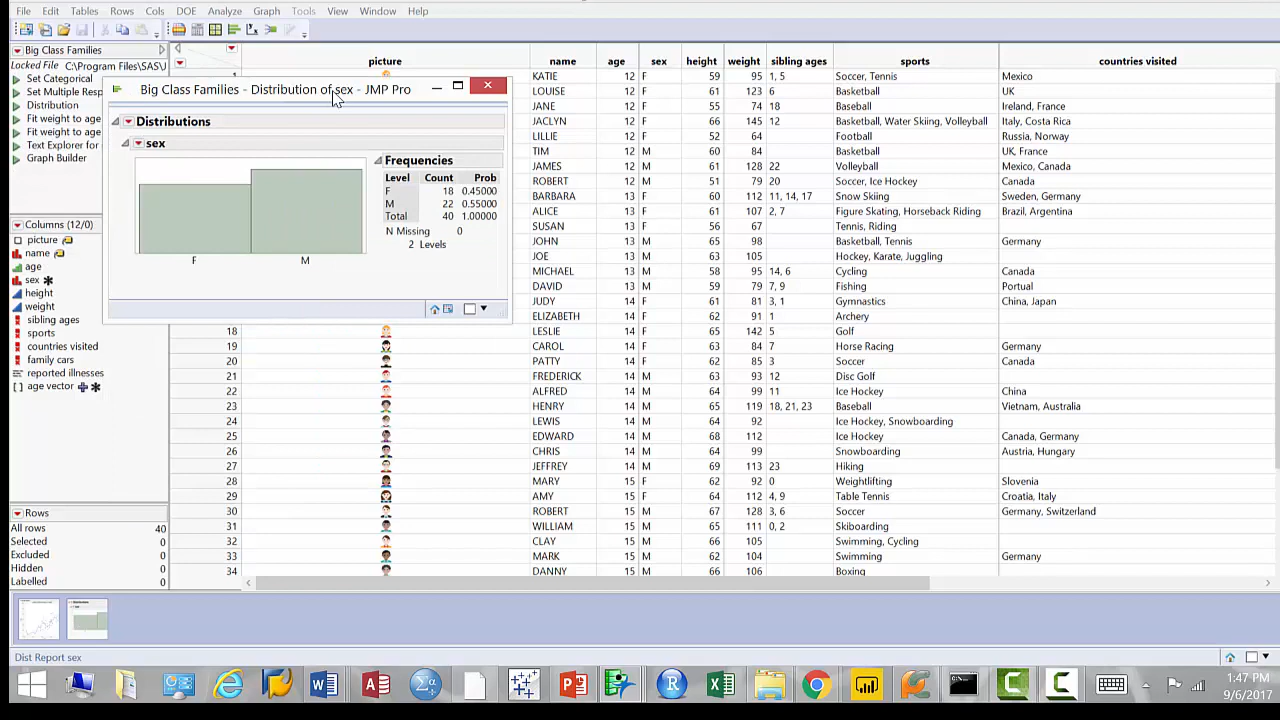 File Edit Tables Rows Cols DOE Analyze Graph Tools View Window Help
Big Class Families
Locked File C:\Program Files\SAS\J
Set Categorical
Set Multiple Resp
Distribution
Fit weight to age
Fit weight to age
Text Explorer for
Graph Builder
Columns (12/0)
picture
name
age
sex
height
weight
sibling ages
sports
countries visited
family cars
reported illnesses
age vector
Rows
All rows 40
Selected 0
Excluded 0
Hidden 0
Labelled 0
Big Class Families - Distribution of sex - JMP Pro
Distributions
sex
F M
Frequencies
Level Count Prob
F 18 0.45000
M 22 0.55000
Total 40 1.00000
N Missing 0
2 Levels
picture name age sex height weight sibling ages sports countries visited
KATIE 12 F 59 95 1, 5 Soccer, Tennis Mexico
LOUISE 12 F 61 123 6 Basketball UK
JANE 12 F 55 74 18 Baseball Ireland, France
JACLYN 12 F 66 145 12 Basketball, Water Skiing, Volleyball Italy, Costa Rica
LILLIE 12 F 52 64 Football Russia, Norway
TIM 12 M 60 84 Basketball UK, France
JAMES 12 M 61 128 22 Volleyball Mexico, Canada
ROBERT 12 M 51 79 20 Soccer, Ice Hockey Canada
BARBARA 13 F 60 112 11, 14, 17 Snow Skiing Sweden, Germany
ALICE 13 F 61 107 2, 7 Figure Skating, Horseback Riding Brazil, Argentina
SUSAN 13 F 56 67 Tennis, Riding
JOHN 13 M 65 98 Basketball, Tennis Germany
JOE 13 M 63 105 Hockey, Karate, Juggling
MICHAEL 13 M 58 95 14, 6 Cycling Canada
DAVID 13 M 59 79 7, 9 Fishing Portual
JUDY 14 F 61 81 3, 1 Gymnastics China, Japan
ELIZABETH 14 F 62 91 1 Archery
18 LESLIE 14 F 65 142 5 Golf
19 CAROL 14 F 63 84 7 Horse Racing Germany
20 PATTY 14 F 62 85 3 Soccer Canada
21 FREDERICK 14 M 63 93 12 Disc Golf
22 ALFRED 14 M 64 99 11 Ice Hockey China
23 HENRY 14 M 65 119 18, 21, 23 Baseball Vietnam, Australia
24 LEWIS 14 M 64 92 Ice Hockey, Snowboarding
25 EDWARD 14 M 68 112 Ice Hockey Canada, Germany
26 CHRIS 14 M 64 99 Snowboarding Austria, Hungary
27 JEFFREY 14 M 69 113 23 Hiking
28 MARY 15 F 62 92 0 Weightlifting Slovenia
29 AMY 15 F 64 112 4, 9 Table Tennis Croatia, Italy
30 ROBERT 15 M 67 128 3, 6 Soccer Germany, Switzerland
31 WILLIAM 15 M 65 111 0, 2 Skiboarding
32 CLAY 15 M 66 105 Swimming, Cycling
33 MARK 15 M 62 104 Swimming Germany
34 DANNY 15 M 66 106 Boxing
Dist Report sex
1:47 PM
9/6/2017